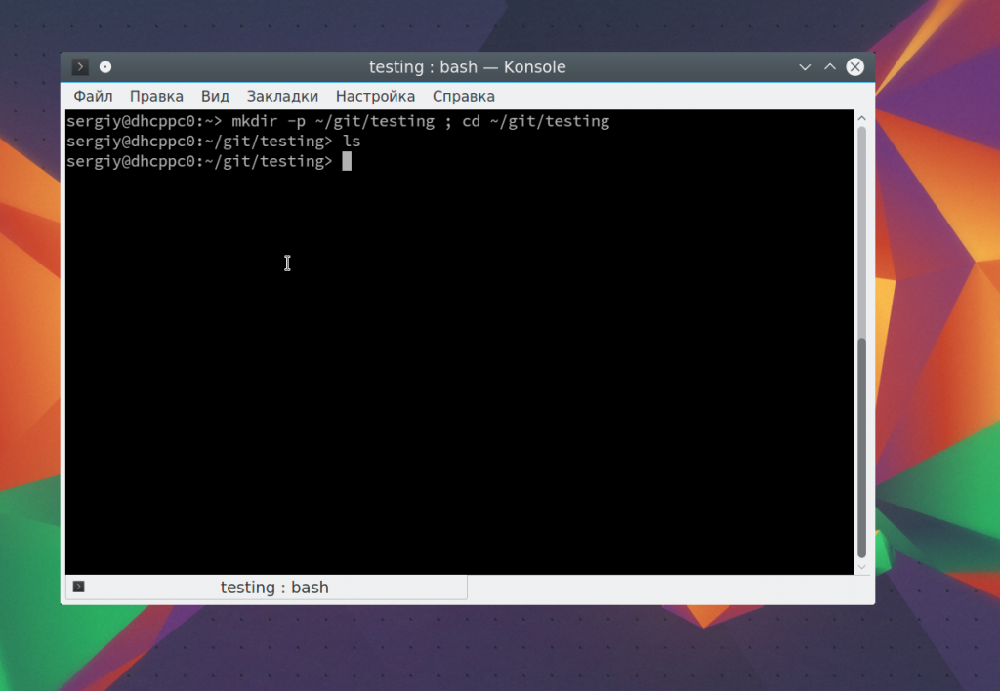 testing : bash — Konsole
Файл Правка Вид Закладки Настройка Справка
sergiy@dhcppc0:~> mkdir -p ~/git/testing ; cd ~/git/testing
sergiy@dhcppc0:~/git/testing> ls
sergiy@dhcppc0:~/git/testing>
testing : bash